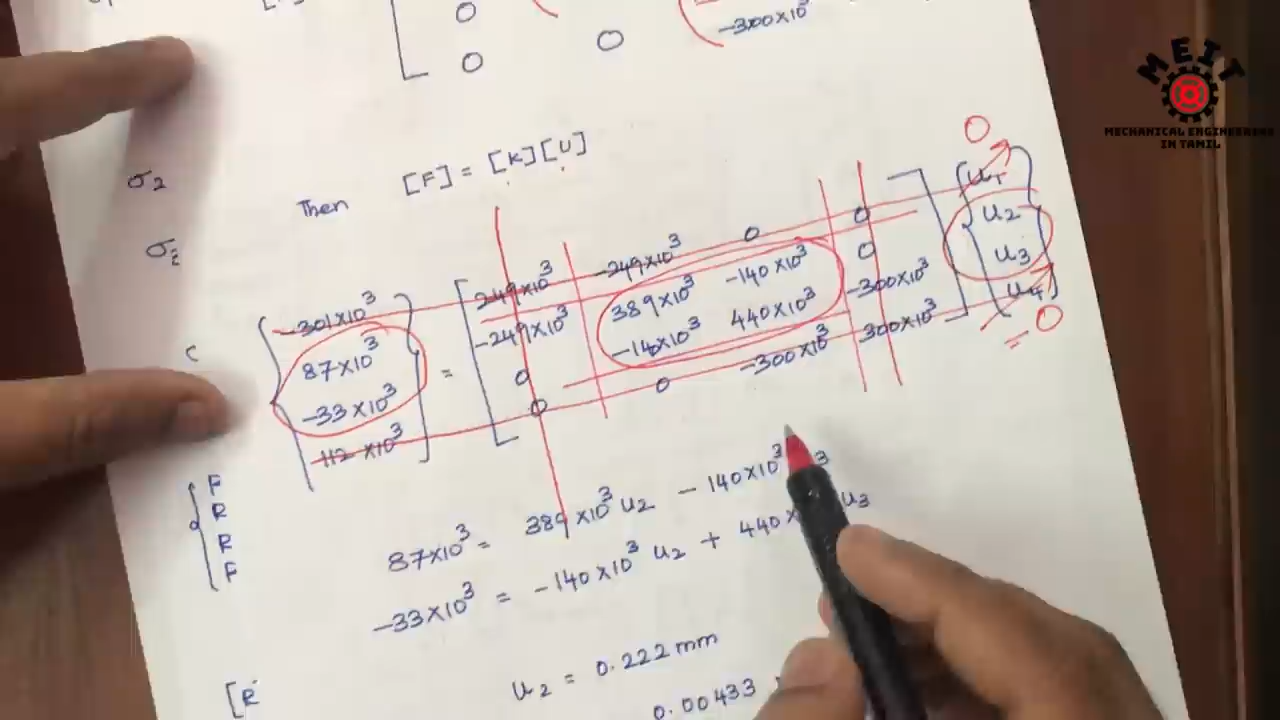 0
-300×10³
0
0
MEIT
MECHANICAL ENGINEERING
IN TAMIL
σ2
Then [F] = [K][U]
0
-301×10³ 249×10³ -249×10³ 0 0 u1
87×10³ -249×10³ 389×10³ -140×10³ 0 u2
-33×10³ = 0 -140×10³ 440×10³ -300×10³ u3
-112×10³ 0 0 -300×10³ 300×10³ u4
= 0
C
F
R
R
F
87×10³ = 389×10³ u2 - 140×10³ 3
-33×10³ = -140×10³ u2 + 440× u3
[R
u2 = 0.222 mm
0.00433